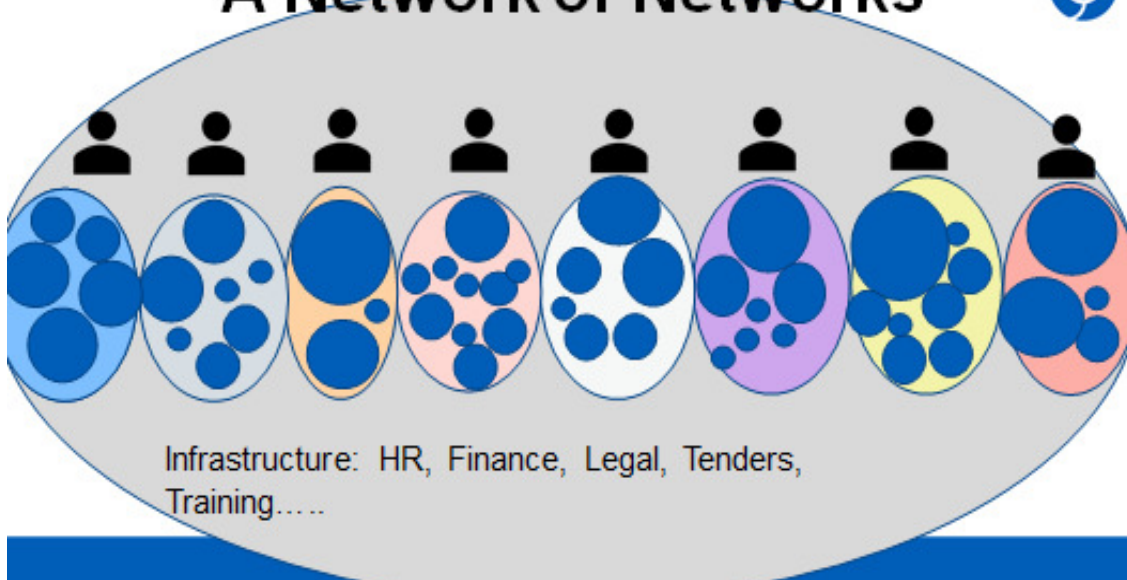 A Network of Networks
Infrastructure: HR, Finance, Legal, Tenders,
Training.....